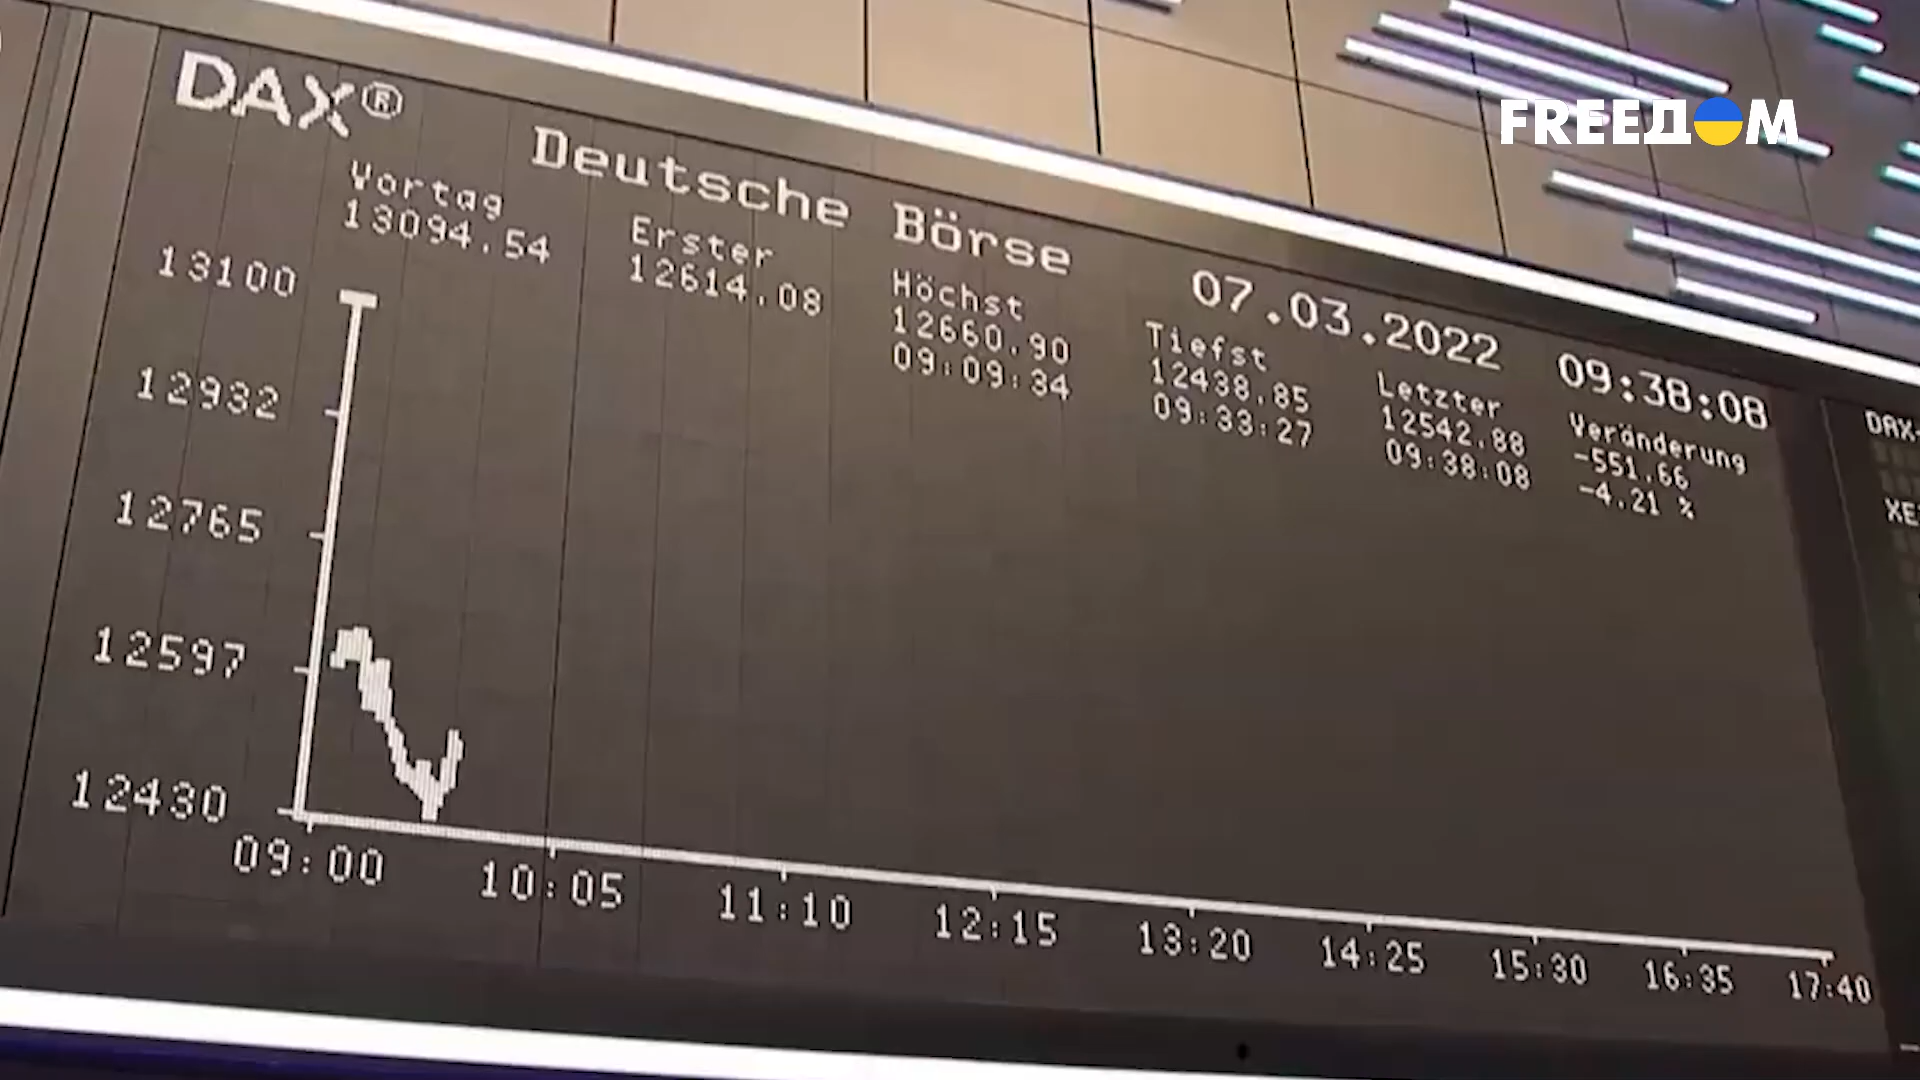 DAX®
FREEДOM
Deutsche Börse 07.03.2022 09:38:08
Vortag
13094.54
Erster
12614.08
Höchst
12660.90
09:09:34
Tiefst
12438.85
09:33:27
Letzter
12542.88
09:38:08
Veränderung
-551.66
-4.21 %
DAX-
XE
13100
12932
12765
12597
12430
09:00 10:05 11:10 12:15 13:20 14:25 15:30 16:35 17:40